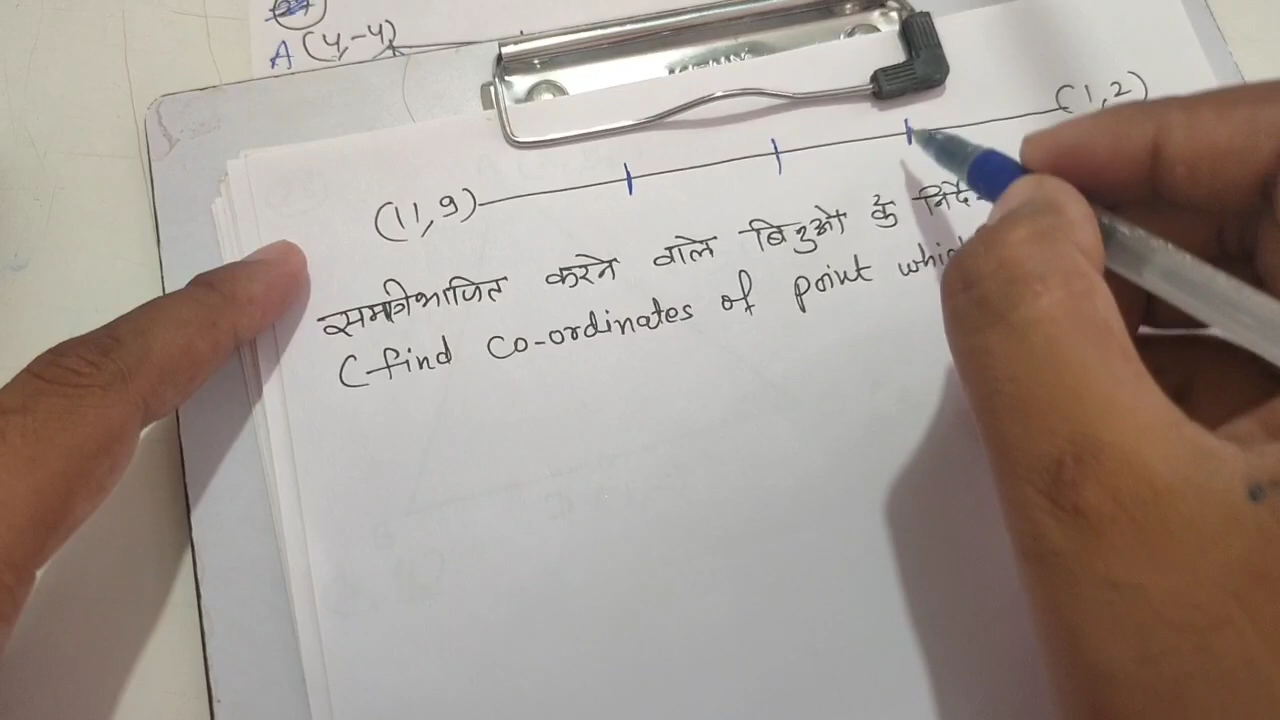 A (4,-4)
(11,9) (1,2)
समत्रिभाजित करने वाले बिदुओ के
(find Co-ordinates of point